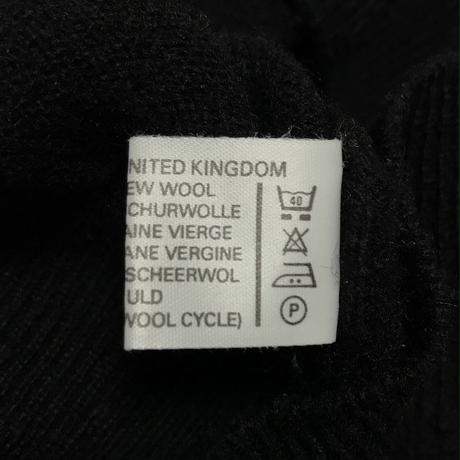 NITED KINGDOM
EW WOOL
CHURWOLLE
AINE VIERGE
ANE VERGINE
SCHEERWOL
ULD
WOOL CYCLE)
40
P